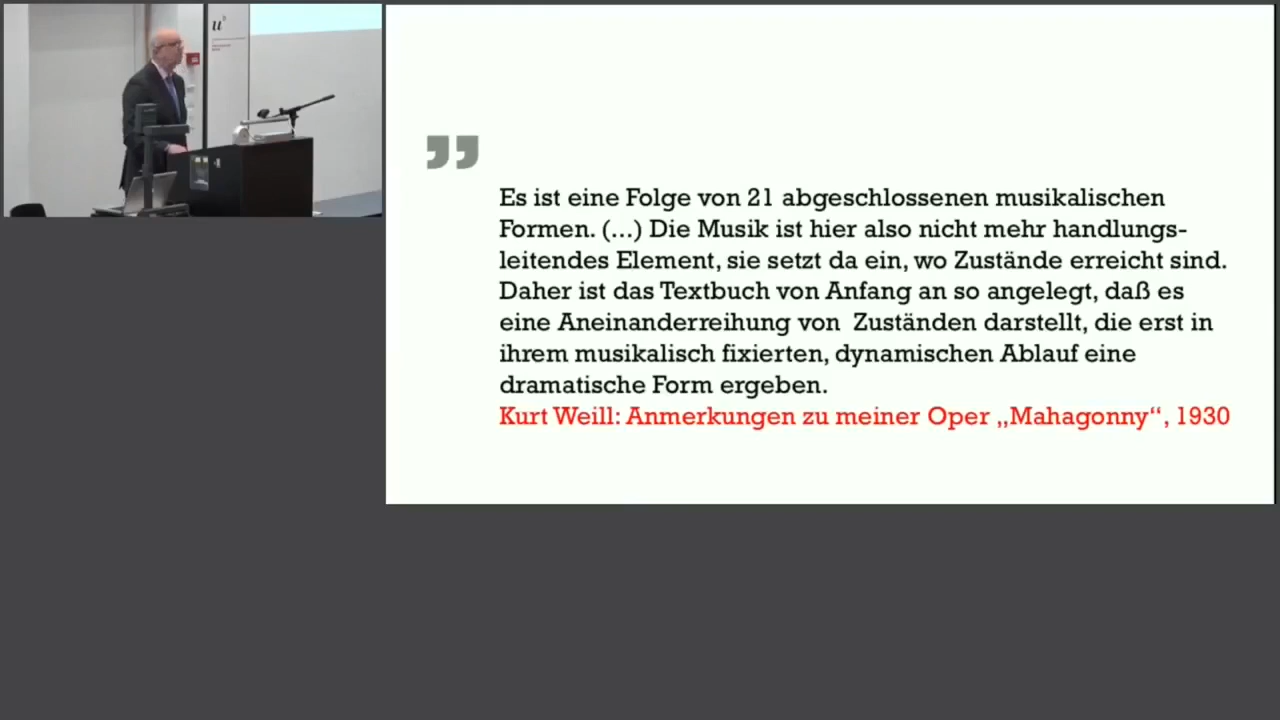 u
”
Es ist eine Folge von 21 abgeschlossenen musikalischen
Formen. (...) Die Musik ist hier also nicht mehr handlungs-
leitendes Element, sie setzt da ein, wo Zustände erreicht sind.
Daher ist das Textbuch von Anfang an so angelegt, daß es
eine Aneinanderreihung von Zuständen darstellt, die erst in
ihrem musikalisch fixierten, dynamischen Ablauf eine
dramatische Form ergeben.
Kurt Weill: Anmerkungen zu meiner Oper „Mahagonny“, 1930